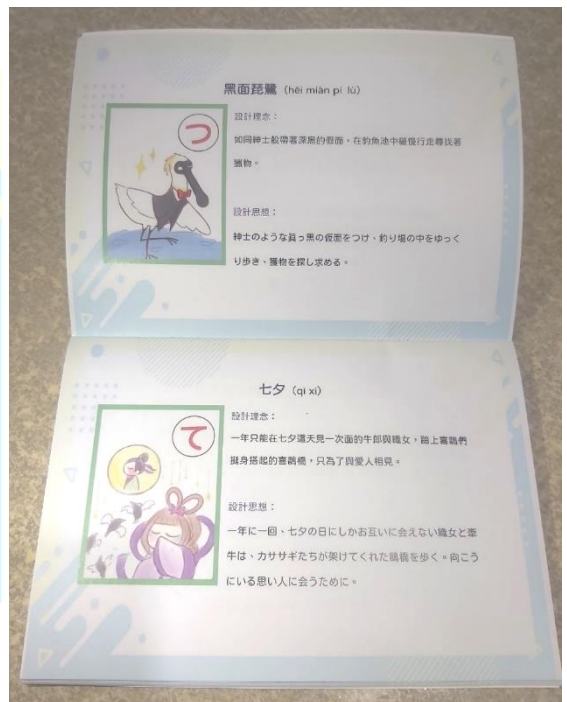 黑面琵鷺 (hēi miàn pí lù)
つ
設計理念：
如同紳士般帶著深黑的假面，在釣魚池中緩慢行走尋找著
獵物。
設計思想：
紳士のような真っ黒の仮面をつけ、釣り場の中をゆっく
り歩き、獲物を探し求める。
七夕 (qi xi)
て
設計理念：
一年只能在七夕這天見一次面的牛郎與織女，踏上喜鵲們
挺身搭起的喜鵲橋，只為了與愛人相見。
設計思想：
一年に一回、七夕の日にしかお互いに会えない織女と牽
牛は、カササギたちが架けてくれた鵲橋を歩く。向こう
にいる思い人に会うために。